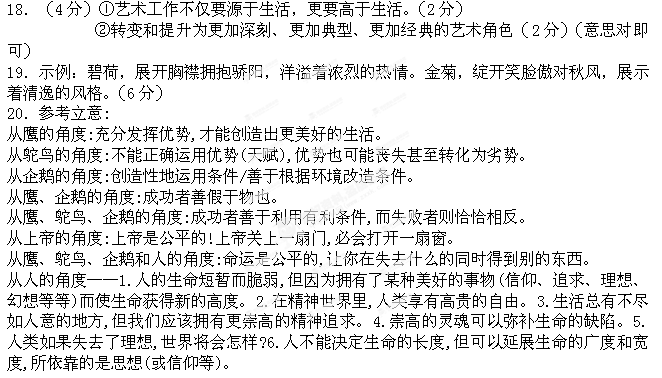 18. （4分）①艺术工作不仅要源于生活，更要高于生活。（2分）
②转变和提升为更加深刻、更加典型、更加经典的艺术角色（2分）（意思对即
可）
19．示例：碧荷，展开胸襟拥抱骄阳，洋溢着浓烈的热情。金菊，绽开笑脸傲对秋风，展示
着清逸的风格。（6分）
20．参考立意：
从鹰的角度:充分发挥优势,才能创造出更美好的生活。
从鸵鸟的角度:不能正确运用优势(天赋),优势也可能丧失甚至转化为劣势。
从企鹅的角度:创造性地运用条件/善于根据环境改造条件。
从鹰、企鹅的角度:成功者善假于物也。
从鹰、鸵鸟、企鹅的角度:成功者善于利用有利条件,而失败者则恰恰相反。
从上帝的角度:上帝是公平的!上帝关上一扇门,必会打开一扇窗。
从鹰、鸵鸟、企鹅和人的角度:命运是公平的,让你在失去什么的同时得到别的东西。
从人的角度——1.人的生命短暂而脆弱,但因为拥有了某种美好的事物(信仰、追求、理想、
幻想等等)而使生命获得新的高度。2.在精神世界里,人类享有高贵的自由。3.生活总有不尽
如人意的地方,但我们应该拥有更崇高的精神追求。4.崇高的灵魂可以弥补生命的缺陷。5.
人类如果失去了理想,世界将会怎样?6.人不能决定生命的长度,但可以延展生命的广度和宽
度,所依靠的是思想(或信仰等)。